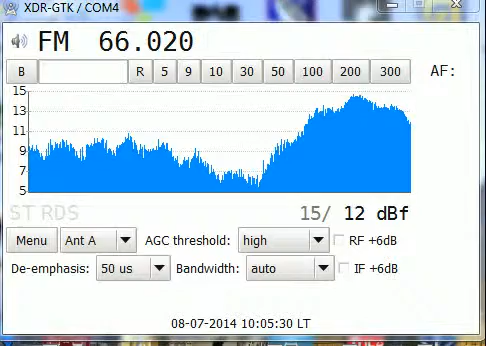 XDR-GTK / COM4
FM 66.020
B R 5 9 10 30 50 100 200 300 AF:
15
13
11
9
7
5
ST RDS 15/ 12 dBf
Menu Ant A AGC threshold: high RF +6dB
De-emphasis: 50 us Bandwidth: auto IF +6dB
08-07-2014 10:05:30 LT